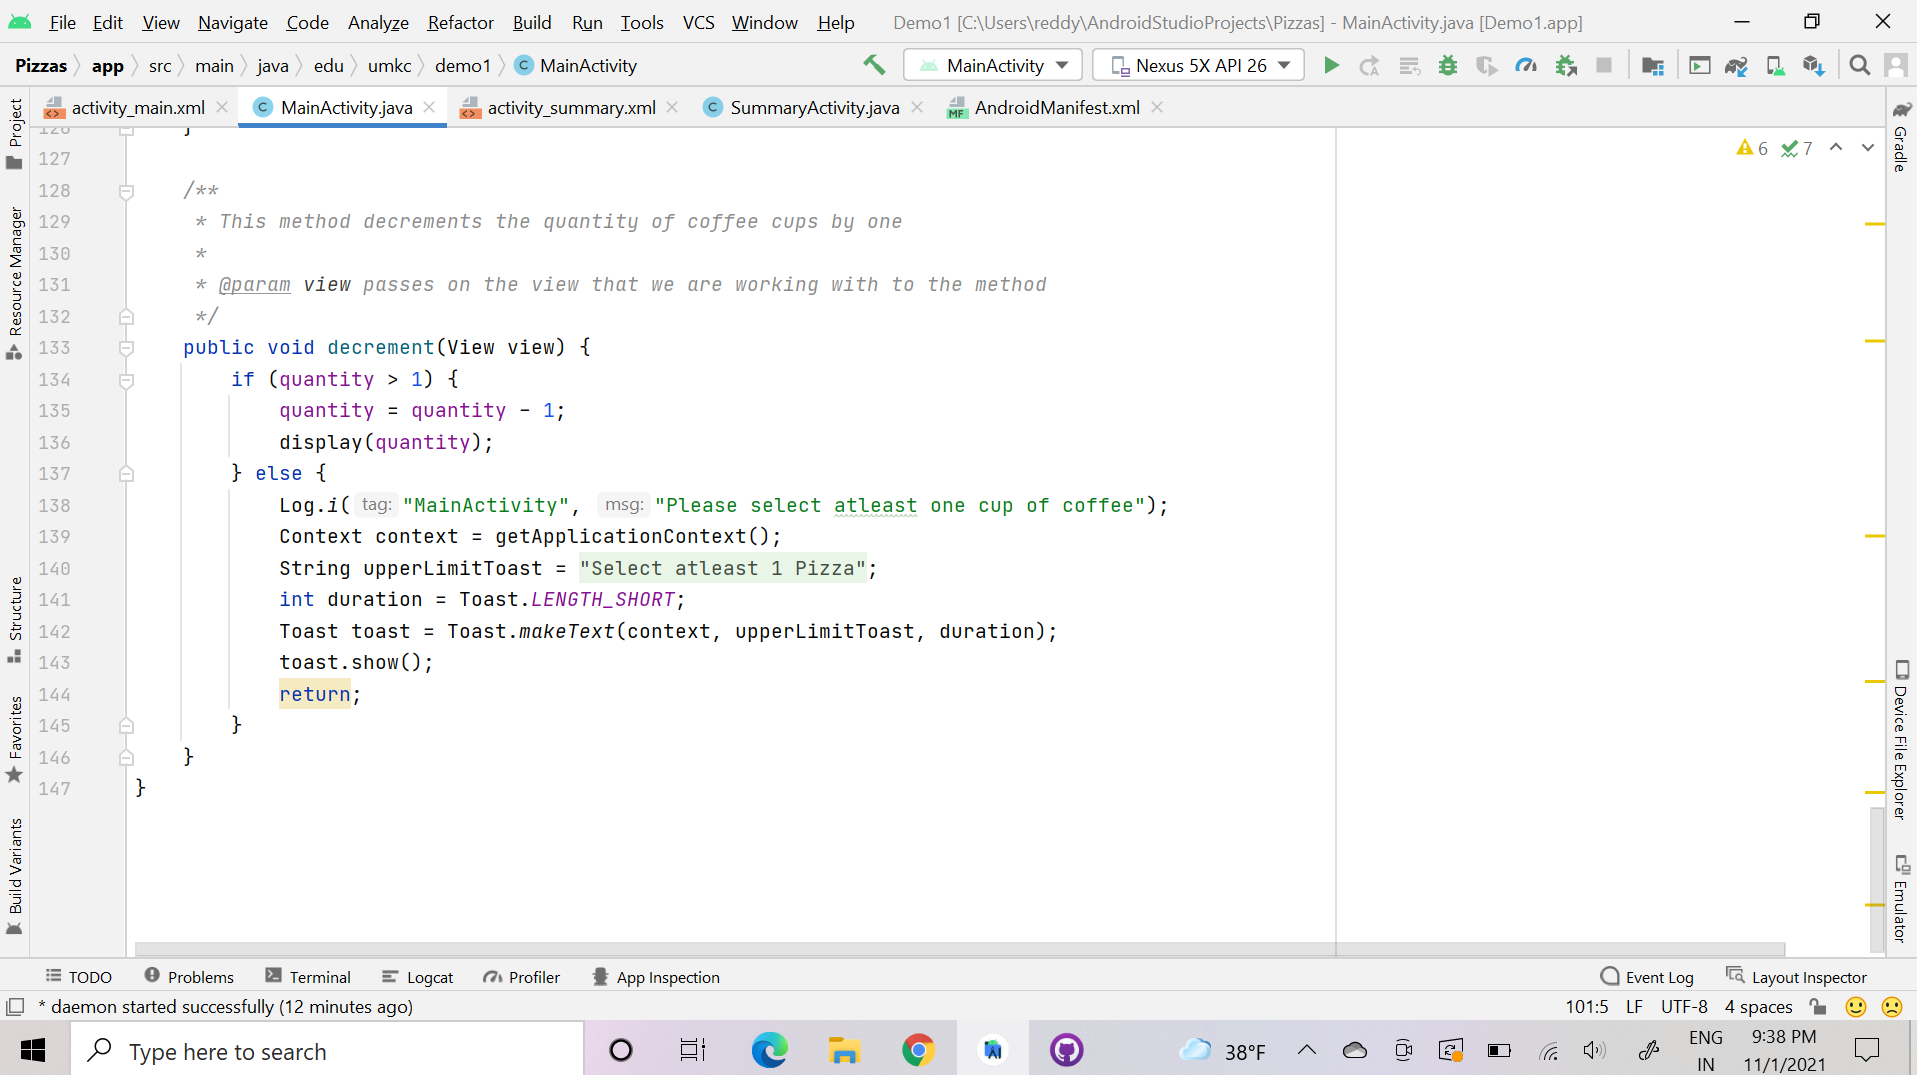 File Edit View Navigate Code Analyze Refactor Build Run Tools VCS Window Help Demo1 [C:\Users\reddy\AndroidStudioProjects\Pizzas] - MainActivity.java [Demo1.app]
Pizzas app src main java edu umkc demo1 C MainActivity MainActivity Nexus 5X API 26
activity_main.xml C MainActivity.java activity_summary.xml C SummaryActivity.java MF AndroidManifest.xml
126 }
6 7
127
128 /**
129 * This method decrements the quantity of coffee cups by one
130 *
131 * @param view passes on the view that we are working with to the method
132 */
133 public void decrement(View view) {
134 if (quantity > 1) {
135 quantity = quantity - 1;
136 display(quantity);
137 } else {
138 Log.i( tag: "MainActivity", msg: "Please select atleast one cup of coffee");
139 Context context = getApplicationContext();
140 String upperLimitToast = "Select atleast 1 Pizza";
141 int duration = Toast.LENGTH_SHORT;
142 Toast toast = Toast.makeText(context, upperLimitToast, duration);
143 toast.show();
144 return;
145 }
146 }
147 }
Project
Resource Manager
Structure
Favorites
Build Variants
Gradle
Device File Explorer
Emulator
TODO Problems Terminal Logcat Profiler App Inspection Event Log Layout Inspector
* daemon started successfully (12 minutes ago) 101:5 LF UTF-8 4 spaces
Type here to search 38°F ENG 9:38 PM
IN 11/1/2021